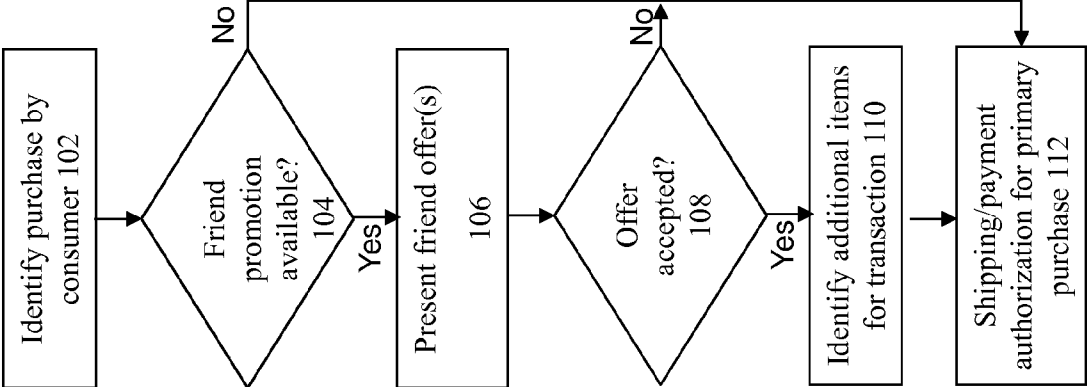 Identify purchase by
consumer 102
Friend
promotion
available?
104
No
Yes
Present friend offer(s)
106
Offer
accepted?
108
No
Yes
Identify additional items
for transaction 110
Shipping/payment
authorization for primary
purchase 112